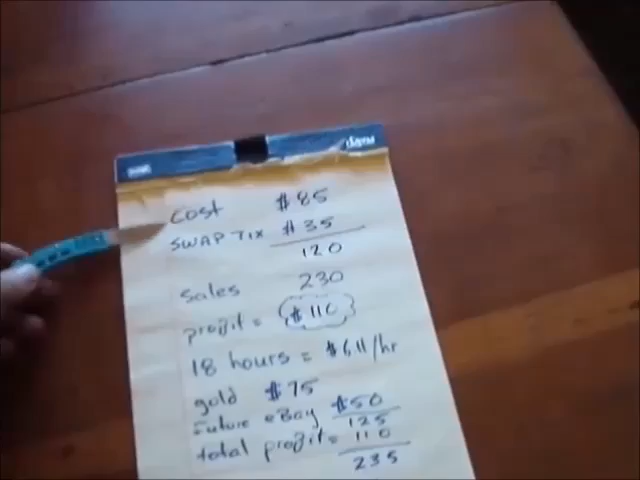 cost $85
SWAP TIX $35
120
Sales 230
profit = $110
18 hours = $6.11/hr
gold $75
Future eBay $50
125
total profit = 110
235